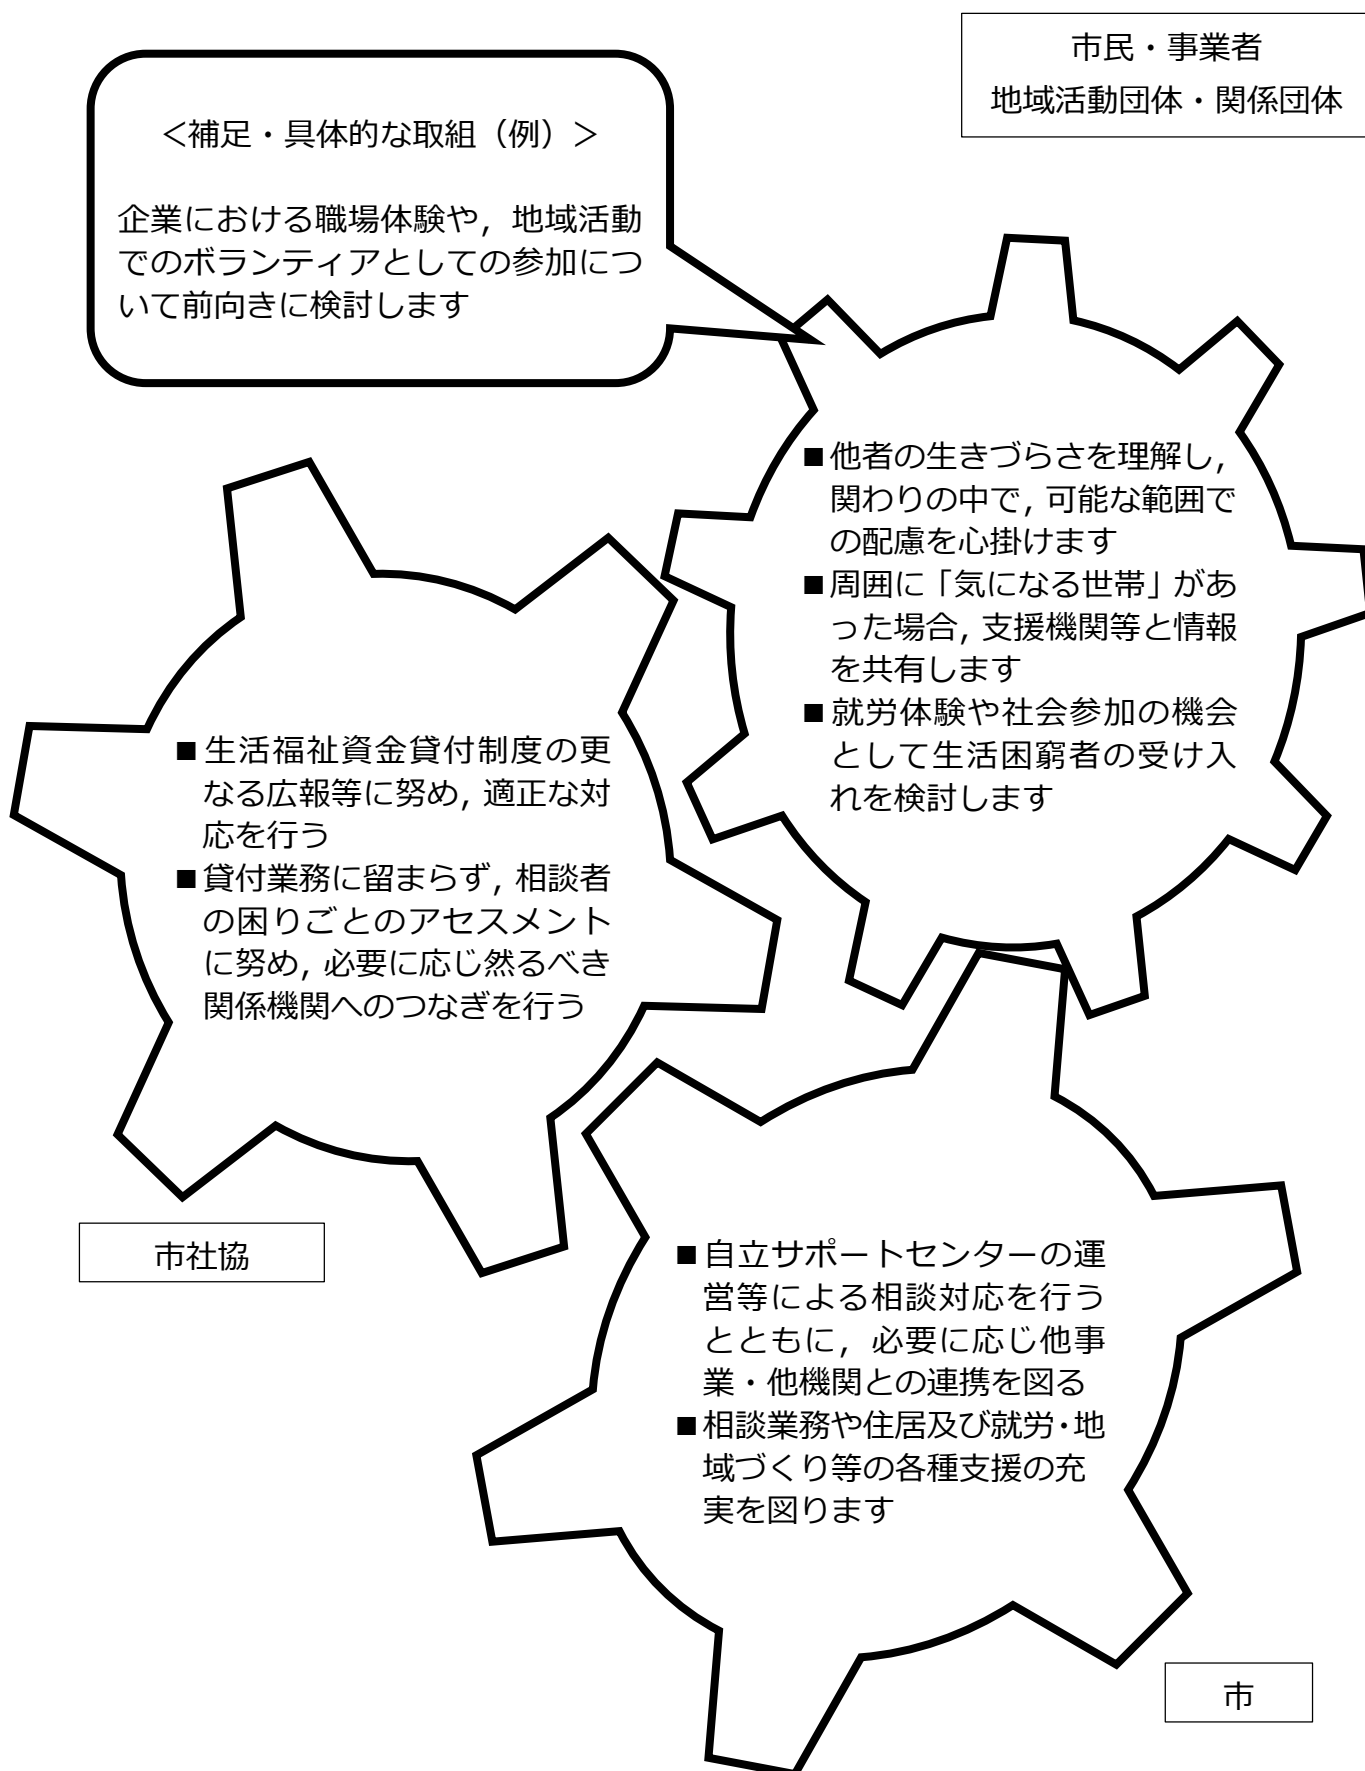 市民・事業者
地域活動団体・関係団体
＜補足・具体的な取組（例）＞
企業における職場体験や，地域活動
でのボランティアとしての参加につ
いて前向きに検討します
■他者の生きづらさを理解し，
関わりの中で，可能な範囲で
の配慮を心掛けます
■周囲に「気になる世帯」があ
った場合，支援機関等と情報
を共有します
■就労体験や社会参加の機会
として生活困窮者の受け入
れを検討します
■生活福祉資金貸付制度の更
なる広報等に努め，適正な対
応を行う
■貸付業務に留まらず，相談者
の困りごとのアセスメント
に努め，必要に応じ然るべき
関係機関へのつなぎを行う
市社協
■自立サポートセンターの運
営等による相談対応を行う
とともに，必要に応じ他事
業・他機関との連携を図る
■相談業務や住居及び就労・地
域づくり等の各種支援の充
実を図ります
市